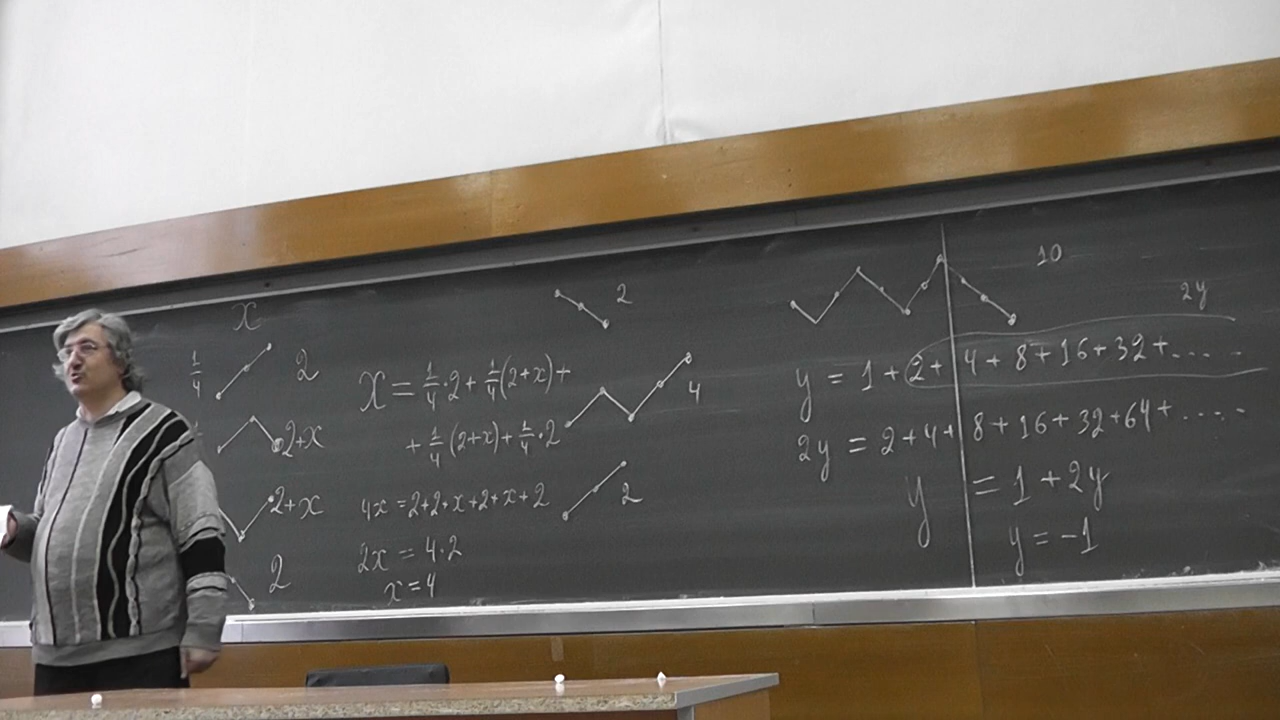 x
1/4 2
2+x
2+x
2
x = 1/4·2 + 1/4(2+x)+
+ 1/4(2+x) + 1/4·2
4x = 2+2+x+2+x+2
2x = 4·2
x=4
2
4
2
10
2y
y = 1 + 2 + 4 + 8 + 16 + 32 + .....
2y = 2 + 4 + 8 + 16 + 32 + 64 + .....
y = 1 + 2y
y = -1